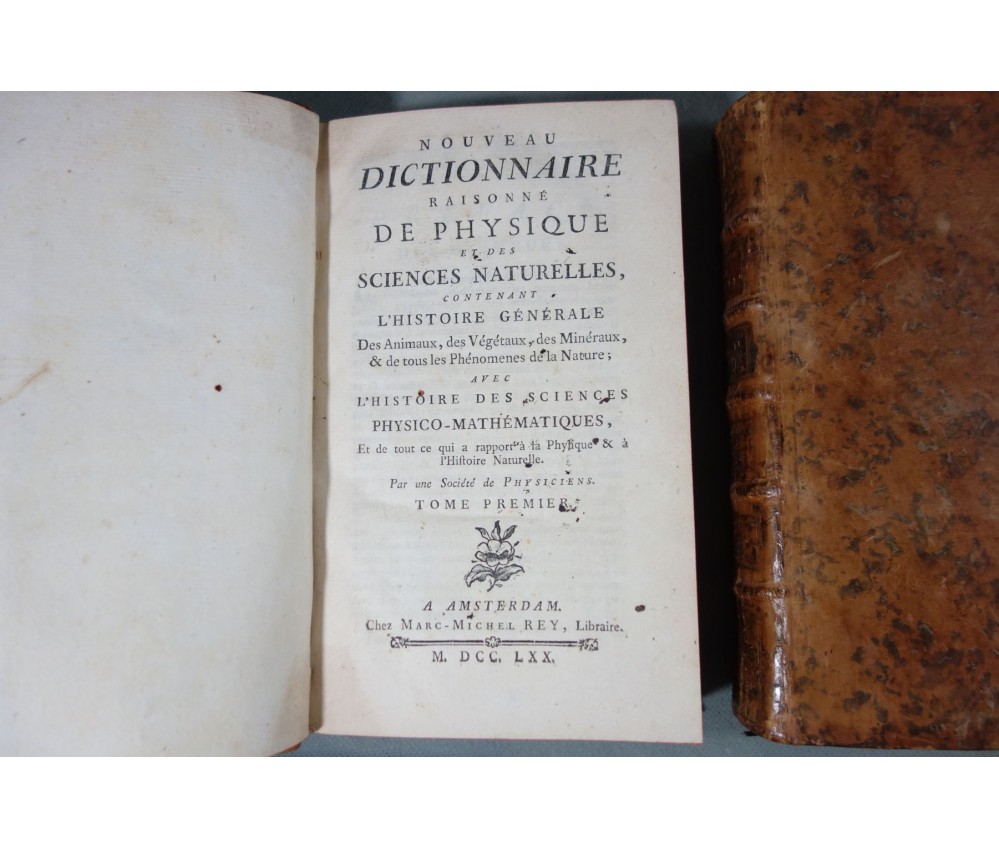 NOUVEAU
DICTIONNAIRE
RAISONNÉ
DE PHYSIQUE
ET DES
SCIENCES NATURELLES,
CONTENANT
L'HISTOIRE GÉNÉRALE
Des Animaux, des Végétaux, des Minéraux,
& de tous les Phénomenes de la Nature;
AVEC
L'HISTOIRE DES SCIENCES
PHYSICO-MATHÉMATIQUES,
Et de tout ce qui a rapport à la Phyſique & à
l'Hiſtoire Naturelle.
Par une Société de PHYSICIENS.
TOME PREMIER.
A AMSTERDAM.
Chez MARC-MICHEL REY, Libraire.
M. DCC. LXX.